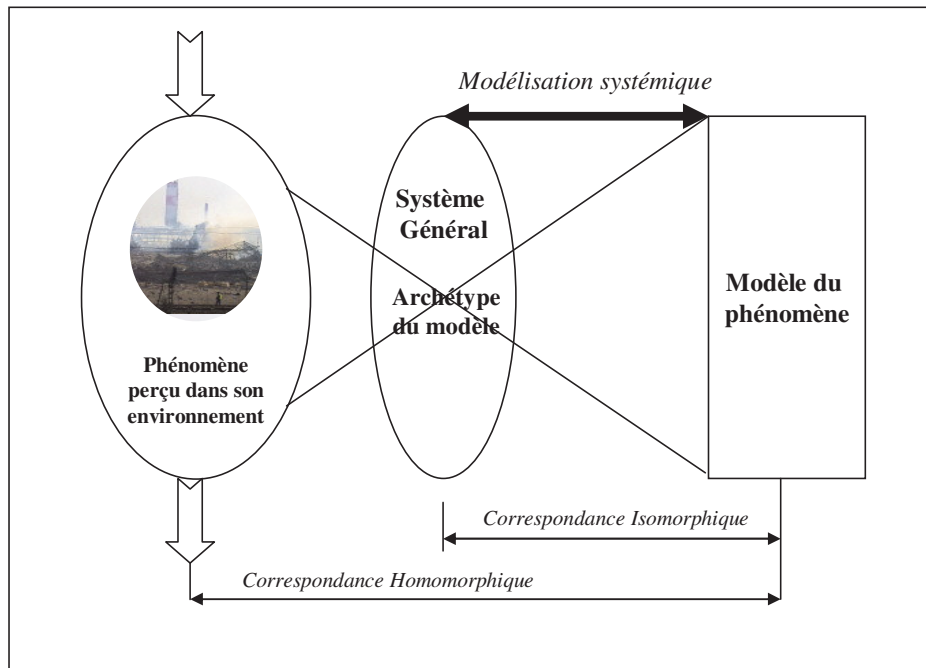 Modélisation systémique
Système
Général
Archétype
du modèle
Modèle du
phénomène
Phénomène
perçu dans son
environnement
Correspondance Isomorphique
Correspondance Homomorphique